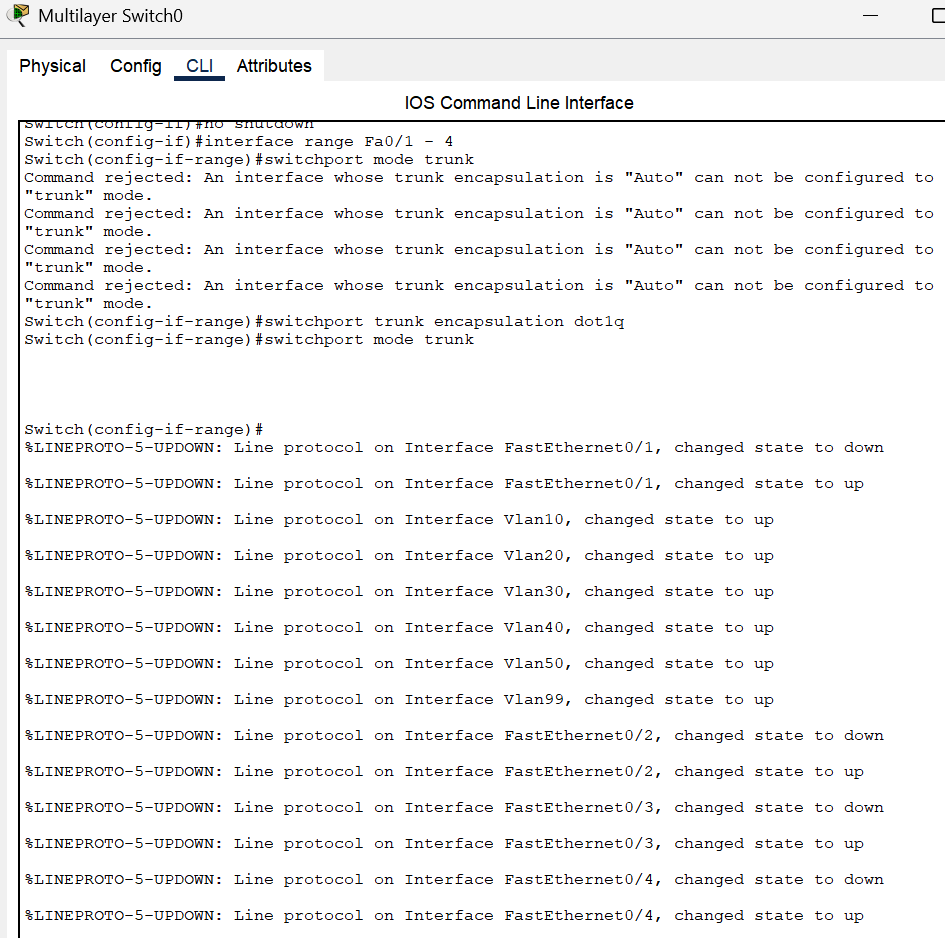 Multilayer Switch0
Physical Config CLI Attributes
IOS Command Line Interface
Switch(config-if)#no shutdown
Switch(config-if)#interface range Fa0/1 - 4
Switch(config-if-range)#switchport mode trunk
Command rejected: An interface whose trunk encapsulation is "Auto" can not be configured to
"trunk" mode.
Command rejected: An interface whose trunk encapsulation is "Auto" can not be configured to
"trunk" mode.
Command rejected: An interface whose trunk encapsulation is "Auto" can not be configured to
"trunk" mode.
Command rejected: An interface whose trunk encapsulation is "Auto" can not be configured to
"trunk" mode.
Switch(config-if-range)#switchport trunk encapsulation dot1q
Switch(config-if-range)#switchport mode trunk
Switch(config-if-range)#
%LINEPROTO-5-UPDOWN: Line protocol on Interface FastEthernet0/1, changed state to down
%LINEPROTO-5-UPDOWN: Line protocol on Interface FastEthernet0/1, changed state to up
%LINEPROTO-5-UPDOWN: Line protocol on Interface Vlan10, changed state to up
%LINEPROTO-5-UPDOWN: Line protocol on Interface Vlan20, changed state to up
%LINEPROTO-5-UPDOWN: Line protocol on Interface Vlan30, changed state to up
%LINEPROTO-5-UPDOWN: Line protocol on Interface Vlan40, changed state to up
%LINEPROTO-5-UPDOWN: Line protocol on Interface Vlan50, changed state to up
%LINEPROTO-5-UPDOWN: Line protocol on Interface Vlan99, changed state to up
%LINEPROTO-5-UPDOWN: Line protocol on Interface FastEthernet0/2, changed state to down
%LINEPROTO-5-UPDOWN: Line protocol on Interface FastEthernet0/2, changed state to up
%LINEPROTO-5-UPDOWN: Line protocol on Interface FastEthernet0/3, changed state to down
%LINEPROTO-5-UPDOWN: Line protocol on Interface FastEthernet0/3, changed state to up
%LINEPROTO-5-UPDOWN: Line protocol on Interface FastEthernet0/4, changed state to down
%LINEPROTO-5-UPDOWN: Line protocol on Interface FastEthernet0/4, changed state to up